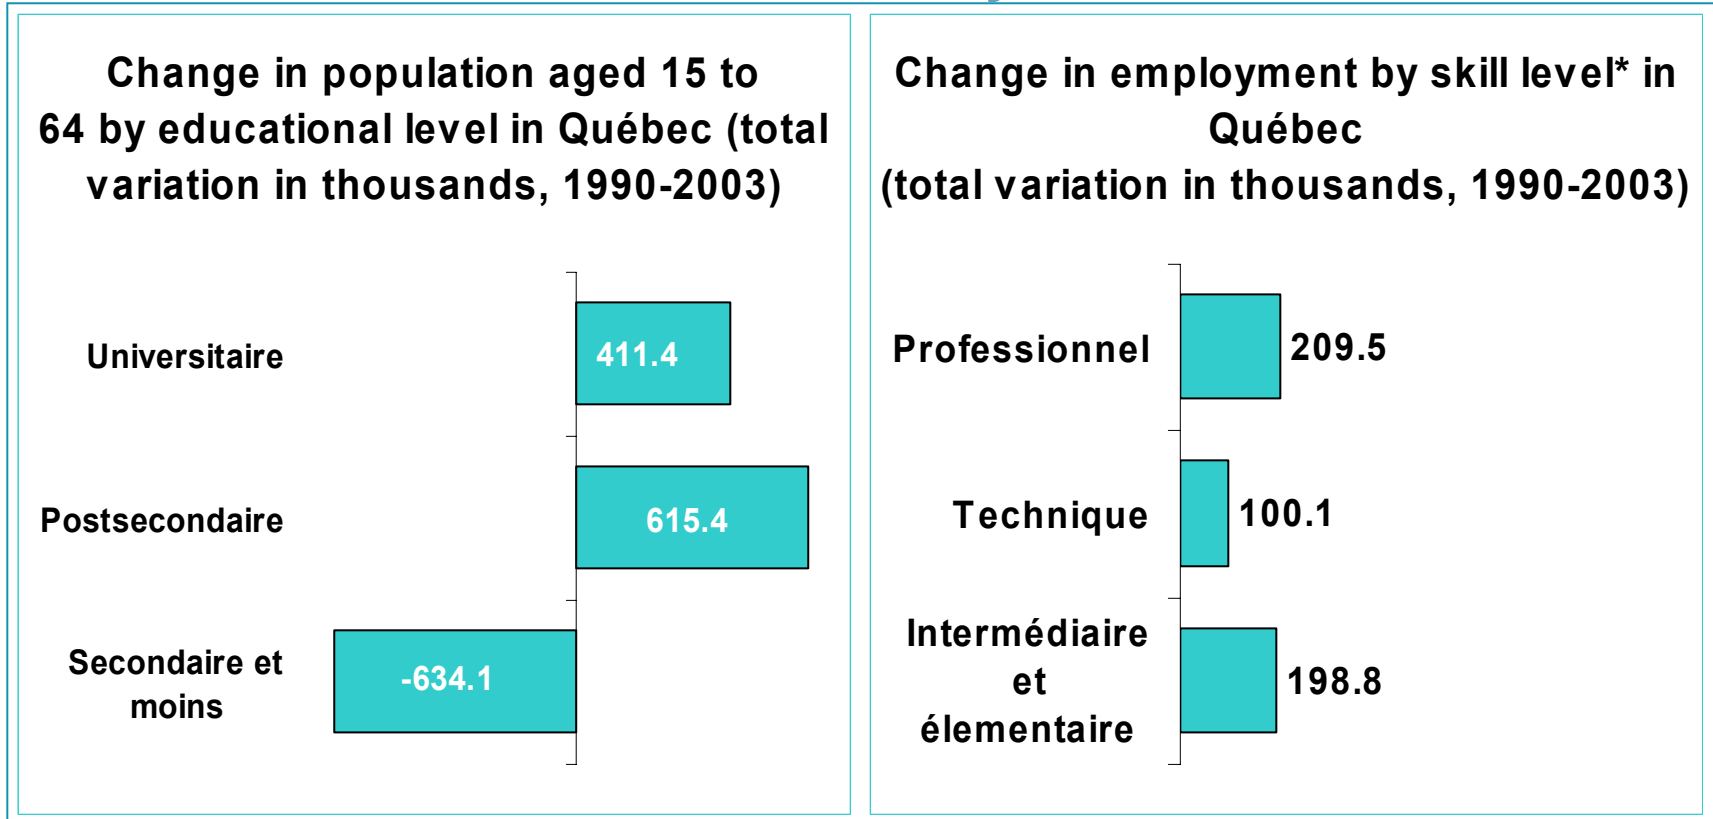 Change in population aged 15 to
64 by educational level in Québec (total
variation in thousands, 1990-2003)
Universitaire
411.4
Postsecondaire
615.4
Secondaire et
moins
-634.1
Change in employment by skill level* in
Québec
(total variation in thousands, 1990-2003)
Professionnel
209.5
Technique
100.1
Intermédiaire
et
élementaire
198.8